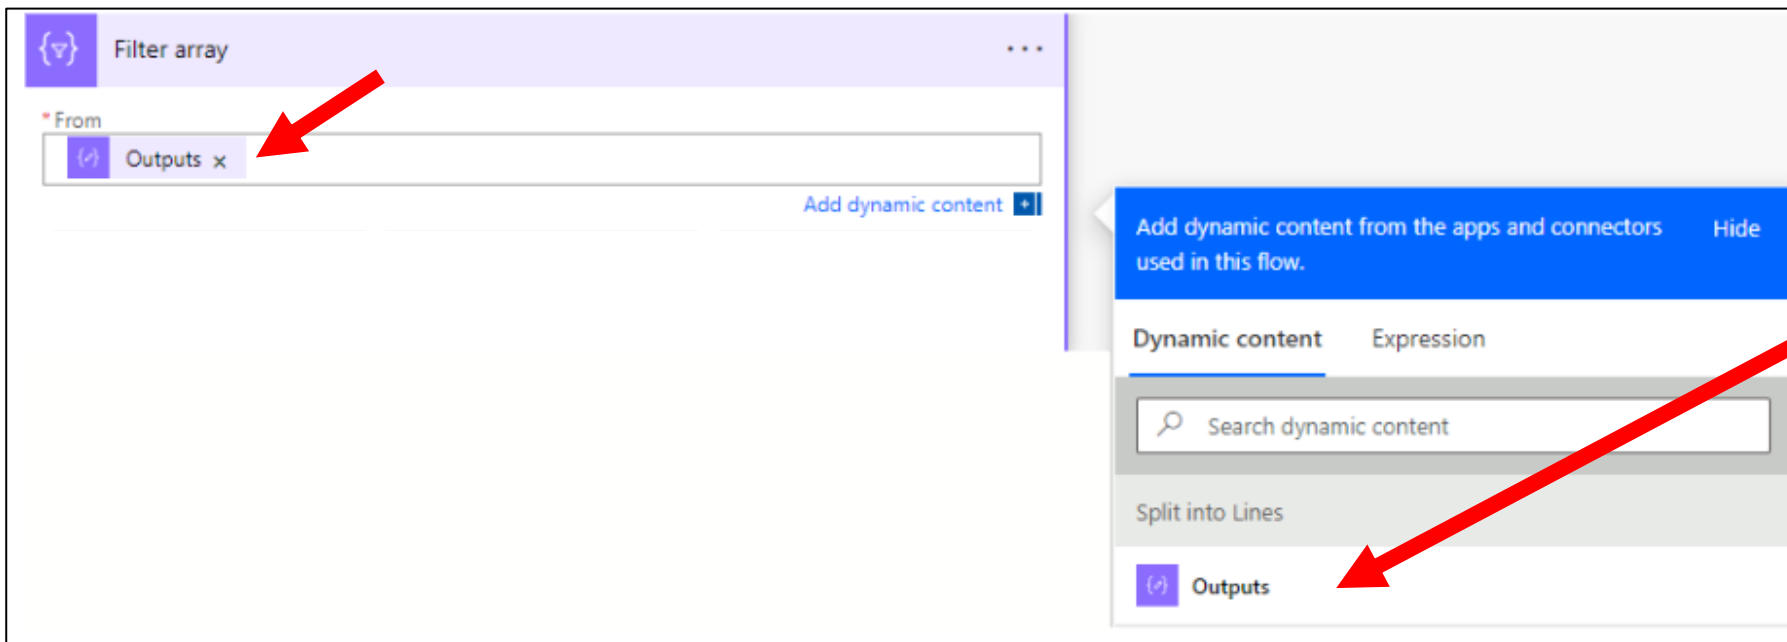 Filter array
* From
Outputs ×
Add dynamic content +
Add dynamic content from the apps and connectors
used in this flow.
Hide
Dynamic content
Expression
Search dynamic content
Split into Lines
Outputs